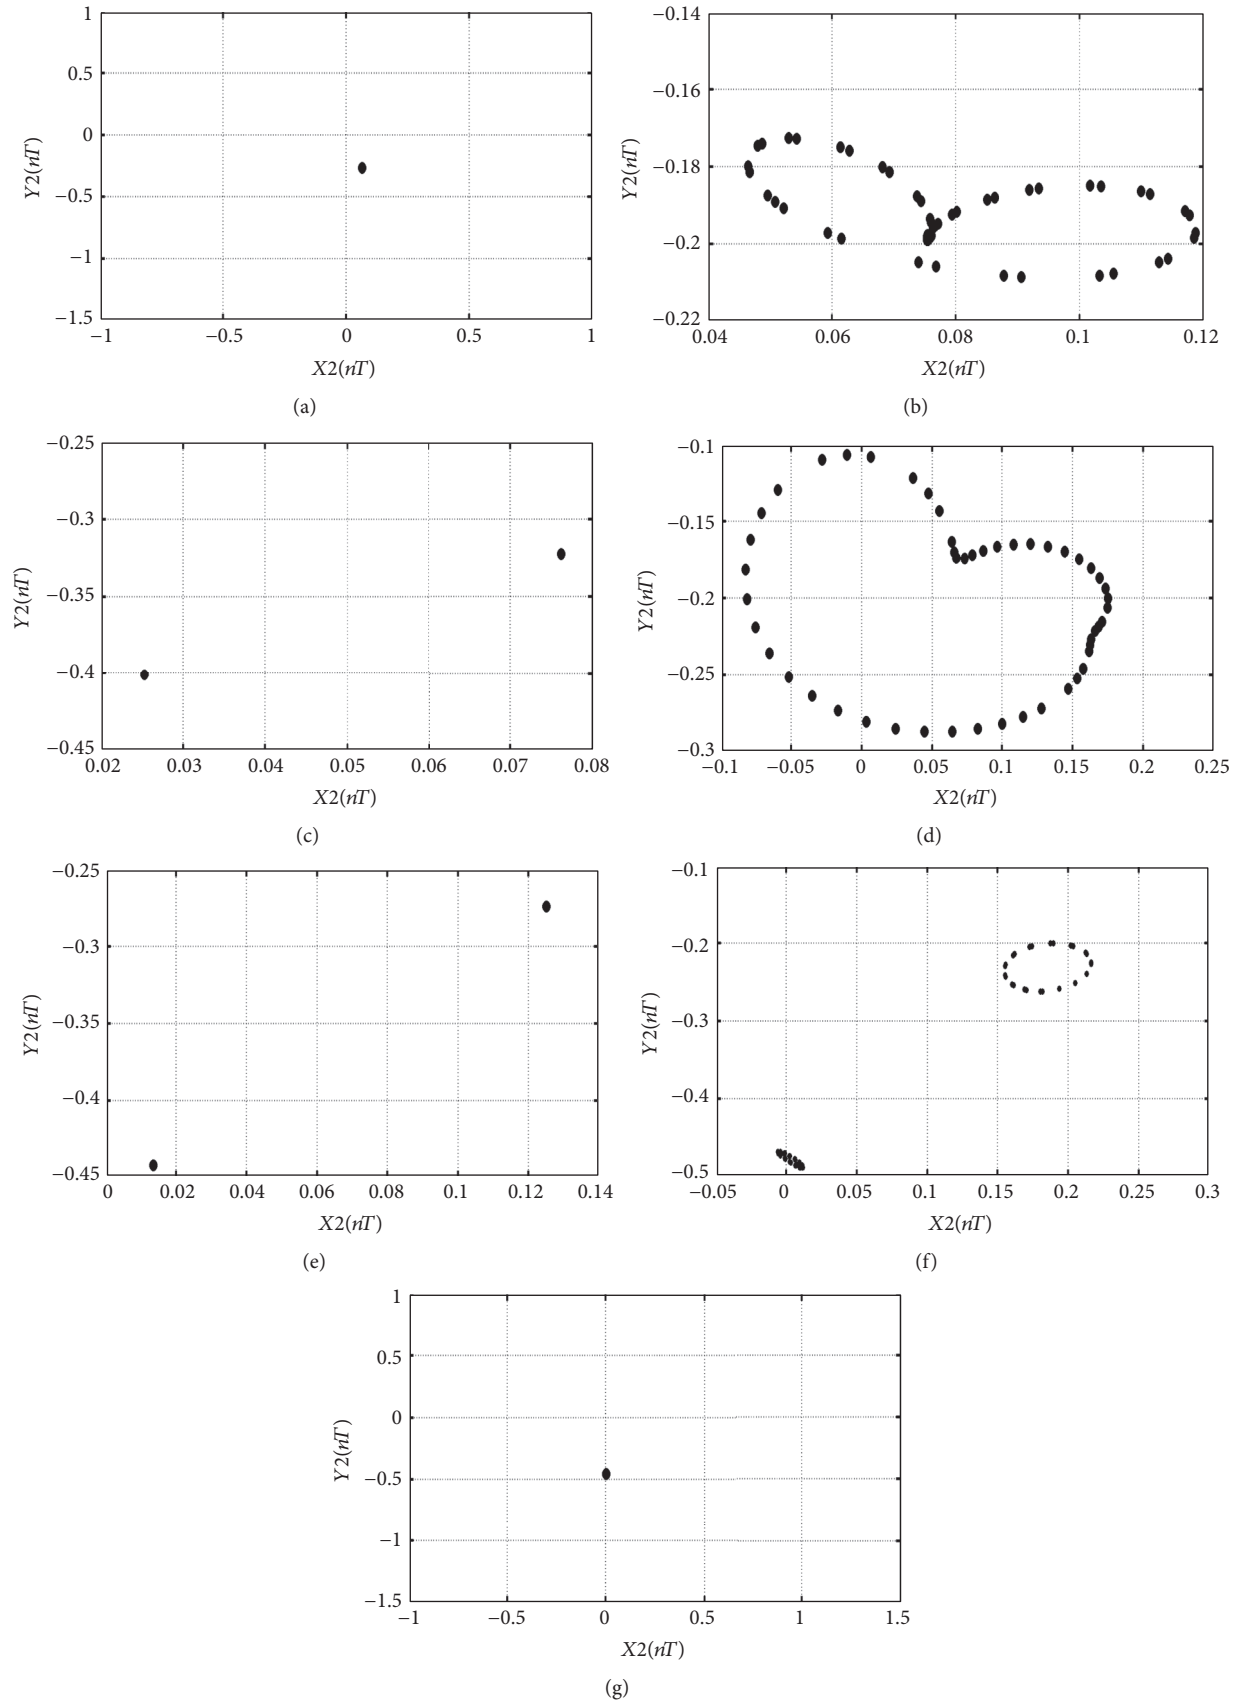 1
0.5
0
−0.5
−1
−1.5
−1 −0.5 0 0.5 1
Y2(nT)
X2(nT)
(a)
−0.14
−0.16
−0.18
−0.2
−0.22
0.04 0.06 0.08 0.1 0.12
Y2(nT)
X2(nT)
(b)
−0.25
−0.3
−0.35
−0.4
−0.45
0.02 0.03 0.04 0.05 0.06 0.07 0.08
Y2(nT)
X2(nT)
(c)
−0.1
−0.15
−0.2
−0.25
−0.3
−0.1 −0.05 0 0.05 0.1 0.15 0.2 0.25
Y2(nT)
X2(nT)
(d)
−0.25
−0.3
−0.35
−0.4
−0.45
0 0.02 0.04 0.06 0.08 0.1 0.12 0.14
Y2(nT)
X2(nT)
(e)
−0.1
−0.2
−0.3
−0.4
−0.5
−0.05 0 0.05 0.1 0.15 0.2 0.25 0.3
Y2(nT)
X2(nT)
(f)
1
0.5
0
−0.5
−1
−1.5
−1 −0.5 0 0.5 1 1.5
Y2(nT)
X2(nT)
(g)